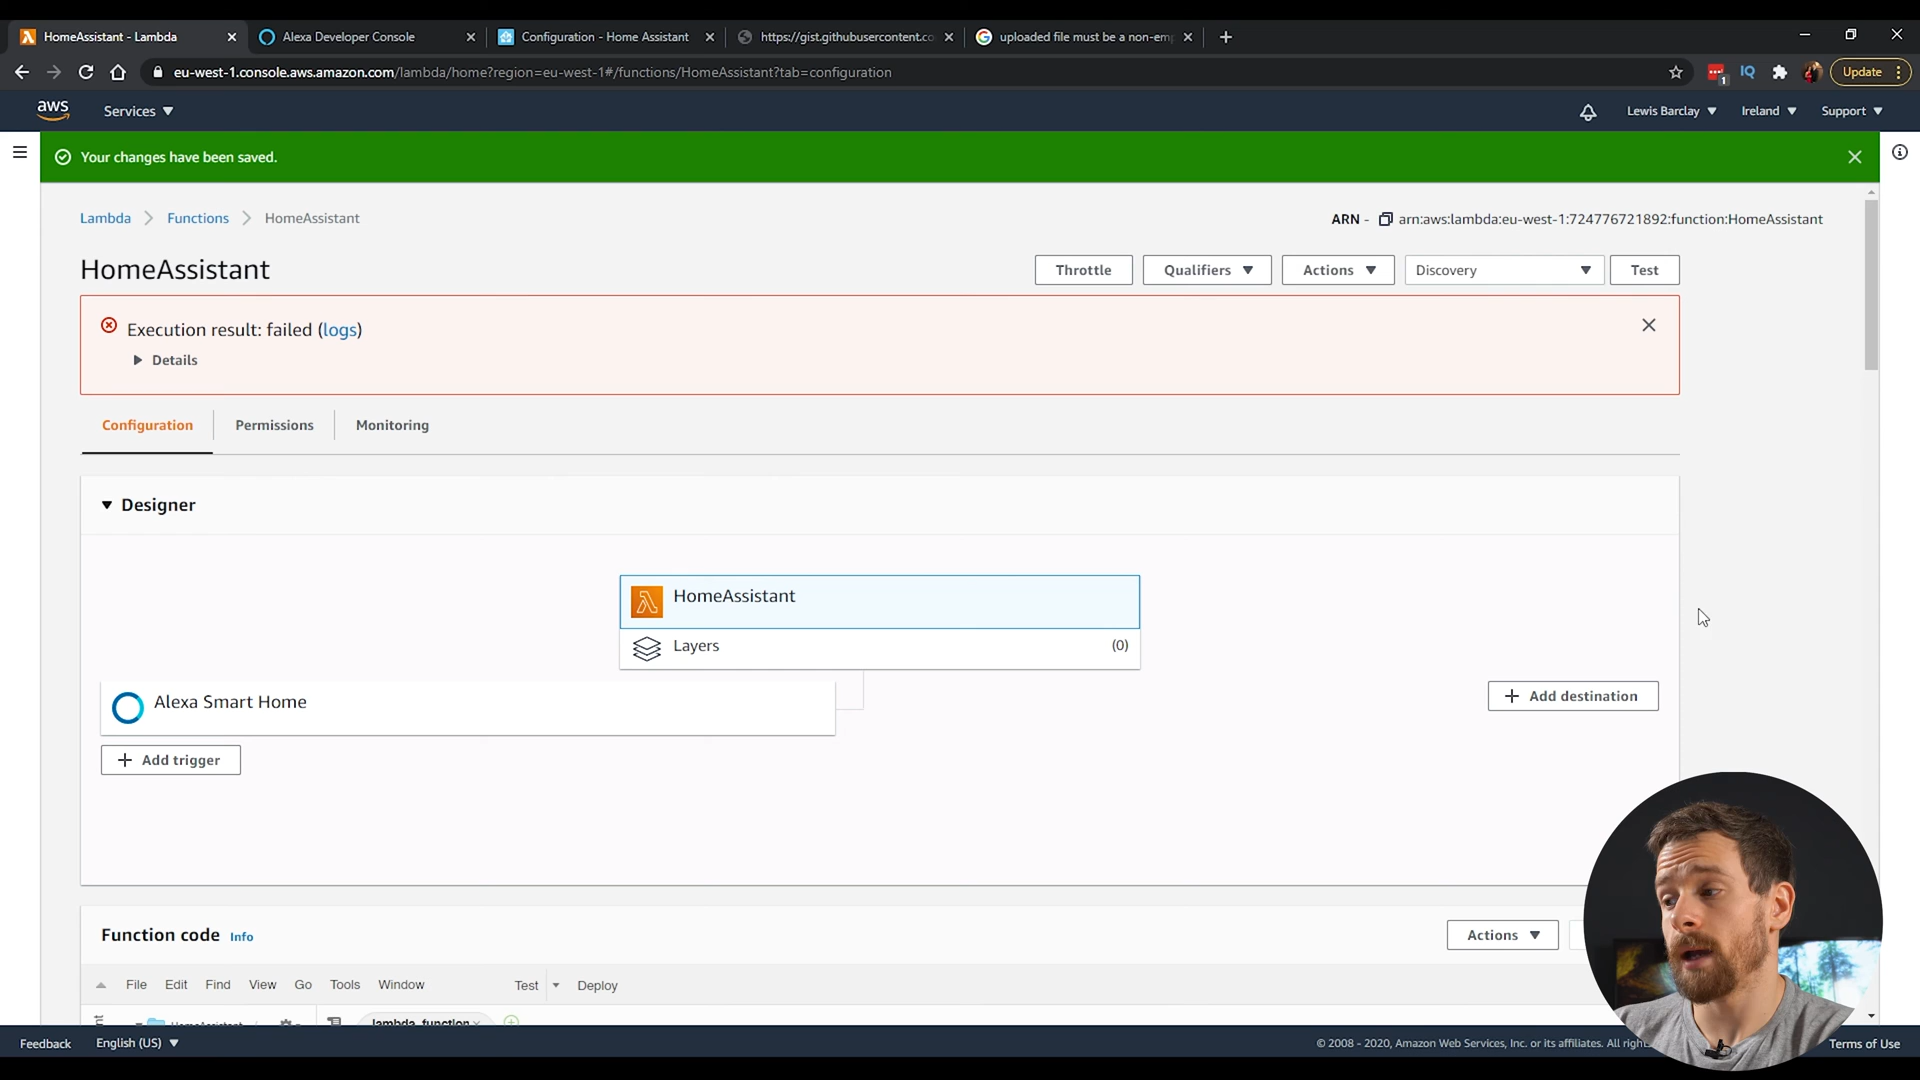 HomeAssistant - Lambda
Alexa Developer Console
Configuration - Home Assistant
https://gist.githubusercontent.co
uploaded file must be a non-emp
eu-west-1.console.aws.amazon.com/lambda/home?region=eu-west-1#/functions/HomeAssistant?tab=configuration
1
IQ
Update
aws
Services
Lewis Barclay
Ireland
Support
Your changes have been saved.
Lambda
Functions
HomeAssistant
ARN - arn:aws:lambda:eu-west-1:724776721892:function:HomeAssistant
HomeAssistant
Throttle
Qualifiers
Actions
Discovery
Test
Execution result: failed (logs)
Details
Configuration
Permissions
Monitoring
Designer
HomeAssistant
Layers (0)
Alexa Smart Home
+ Add destination
+ Add trigger
Function code Info
Actions
File Edit Find View Go Tools Window Test Deploy
HomeAssistant
lambda_function
Feedback
English (US)
© 2008 - 2020, Amazon Web Services, Inc. or its affiliates. All
Terms of Use